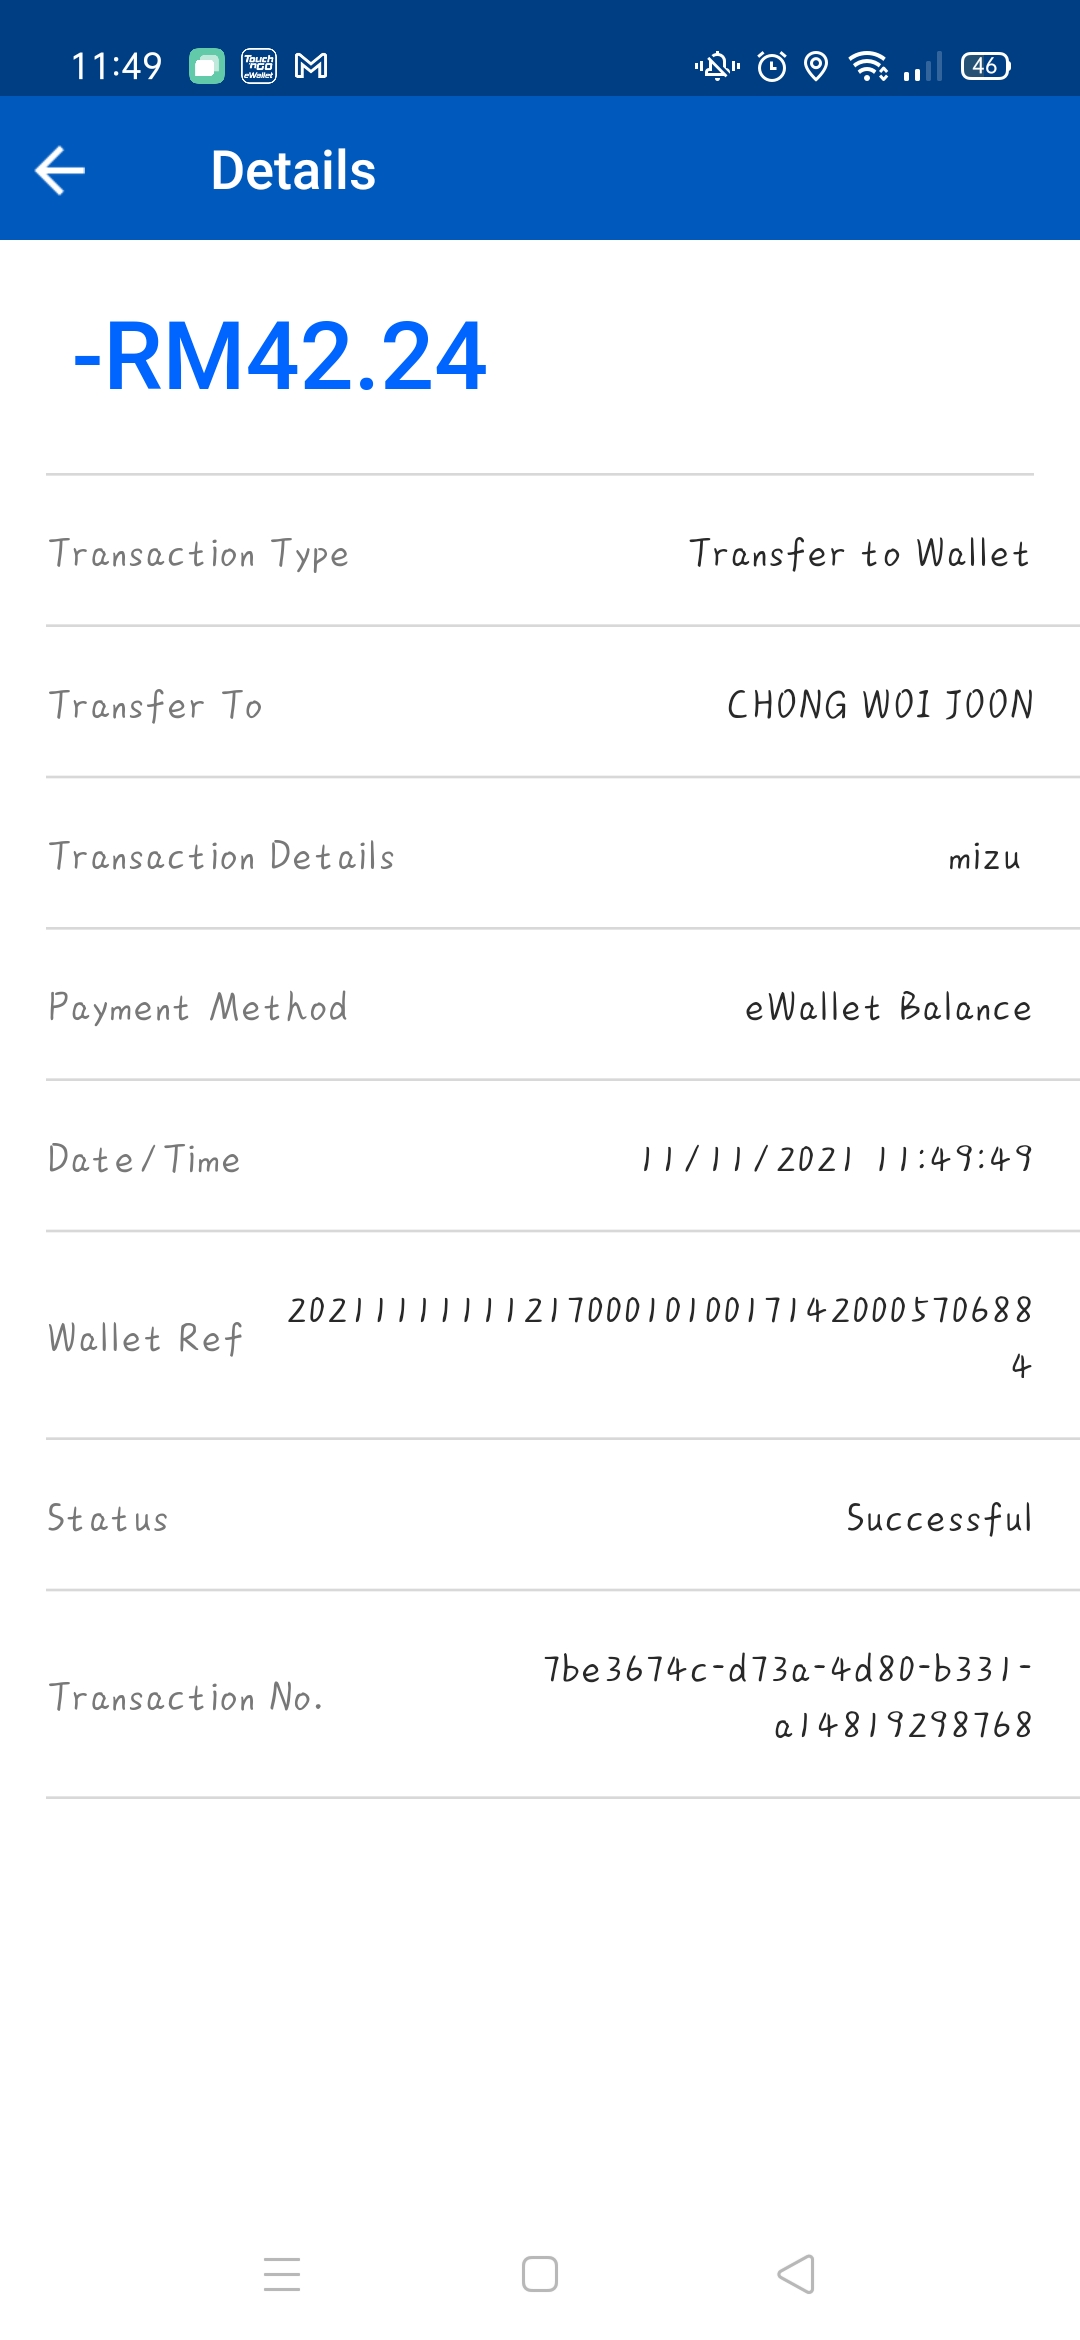 11:49
Touch 'n GO eWallet
46
Details
-RM42.24
Transaction Type
Transfer to Wallet
Transfer To
CHONG WOI JOON
Transaction Details
mizu
Payment Method
eWallet Balance
Date/Time
11/11/2021 11:49:49
Wallet Ref
202111111112170001010017142000570688
4
Status
Successful
Transaction No.
7be3674c-d73a-4d80-b331-
a14819298768